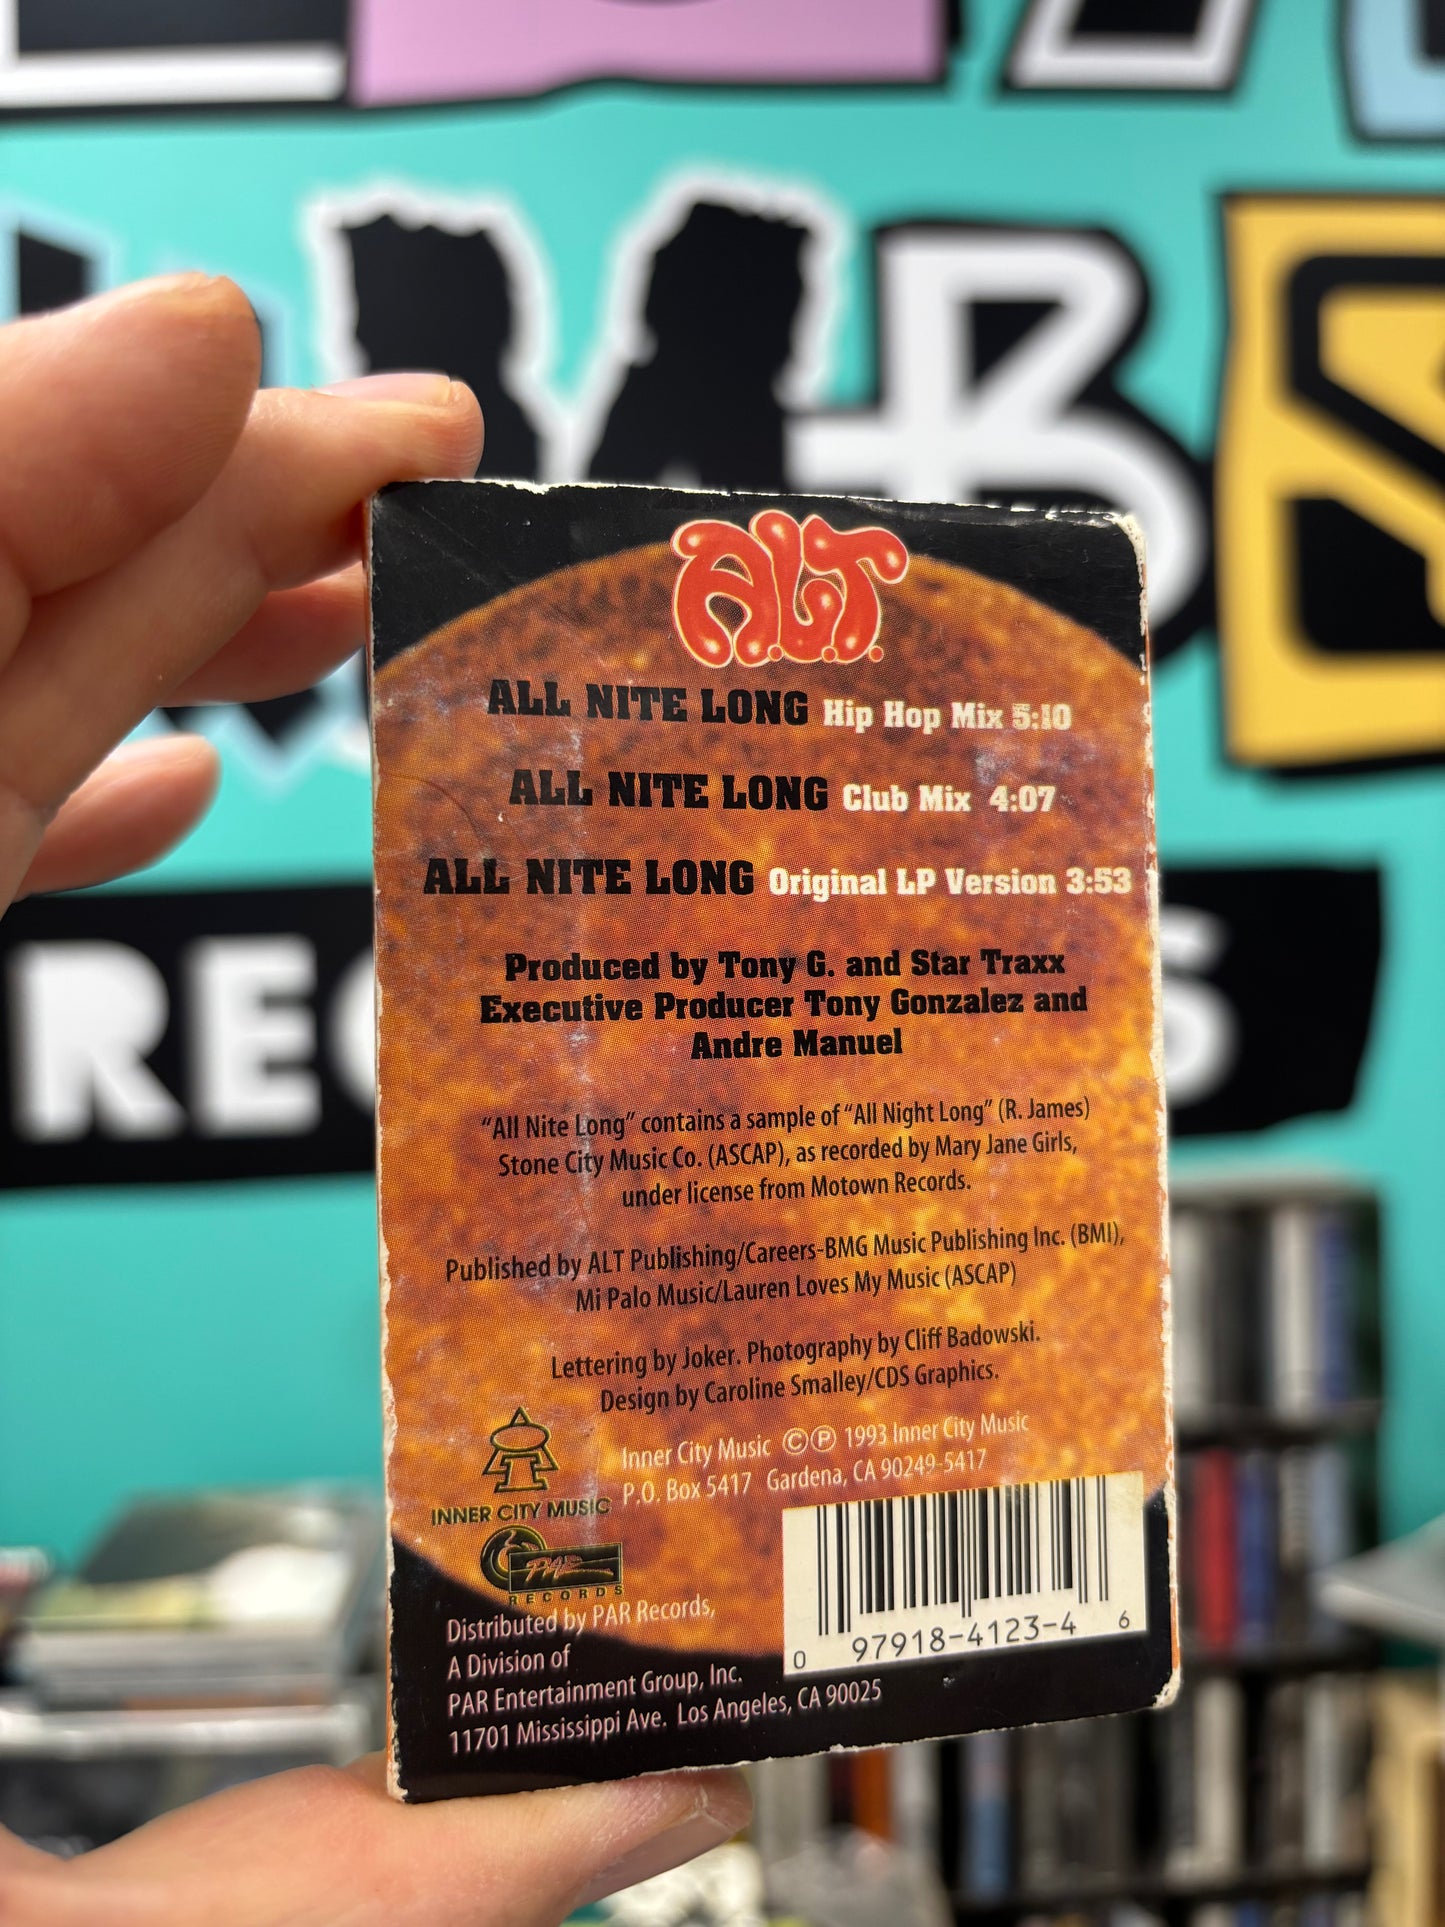 A.L.T.
ALL NITE LONG Hip Hop Mix 5:10
ALL NITE LONG Club Mix 4:07
ALL NITE LONG Original LP Version 3:53
Produced by Tony G. and Star Traxx
Executive Producer Tony Gonzalez and
Andre Manuel
"All Nite Long" contains a sample of "All Night Long" (R. James)
Stone City Music Co. (ASCAP), as recorded by Mary Jane Girls,
under license from Motown Records.
Published by ALT Publishing/Careers-BMG Music Publishing Inc. (BMI),
Mi Palo Music/Lauren Loves My Music (ASCAP)
Lettering by Joker. Photography by Cliff Badowski.
Design by Caroline Smalley/CDS Graphics.
Inner City Music ©℗ 1993 Inner City Music
P.O. Box 5417 Gardena, CA 90249-5417
INNER CITY MUSIC
PAR
RECORDS
Distributed by PAR Records,
A Division of
PAR Entertainment Group, Inc.
11701 Mississippi Ave. Los Angeles, CA 90025
0 97918-4123-4 6